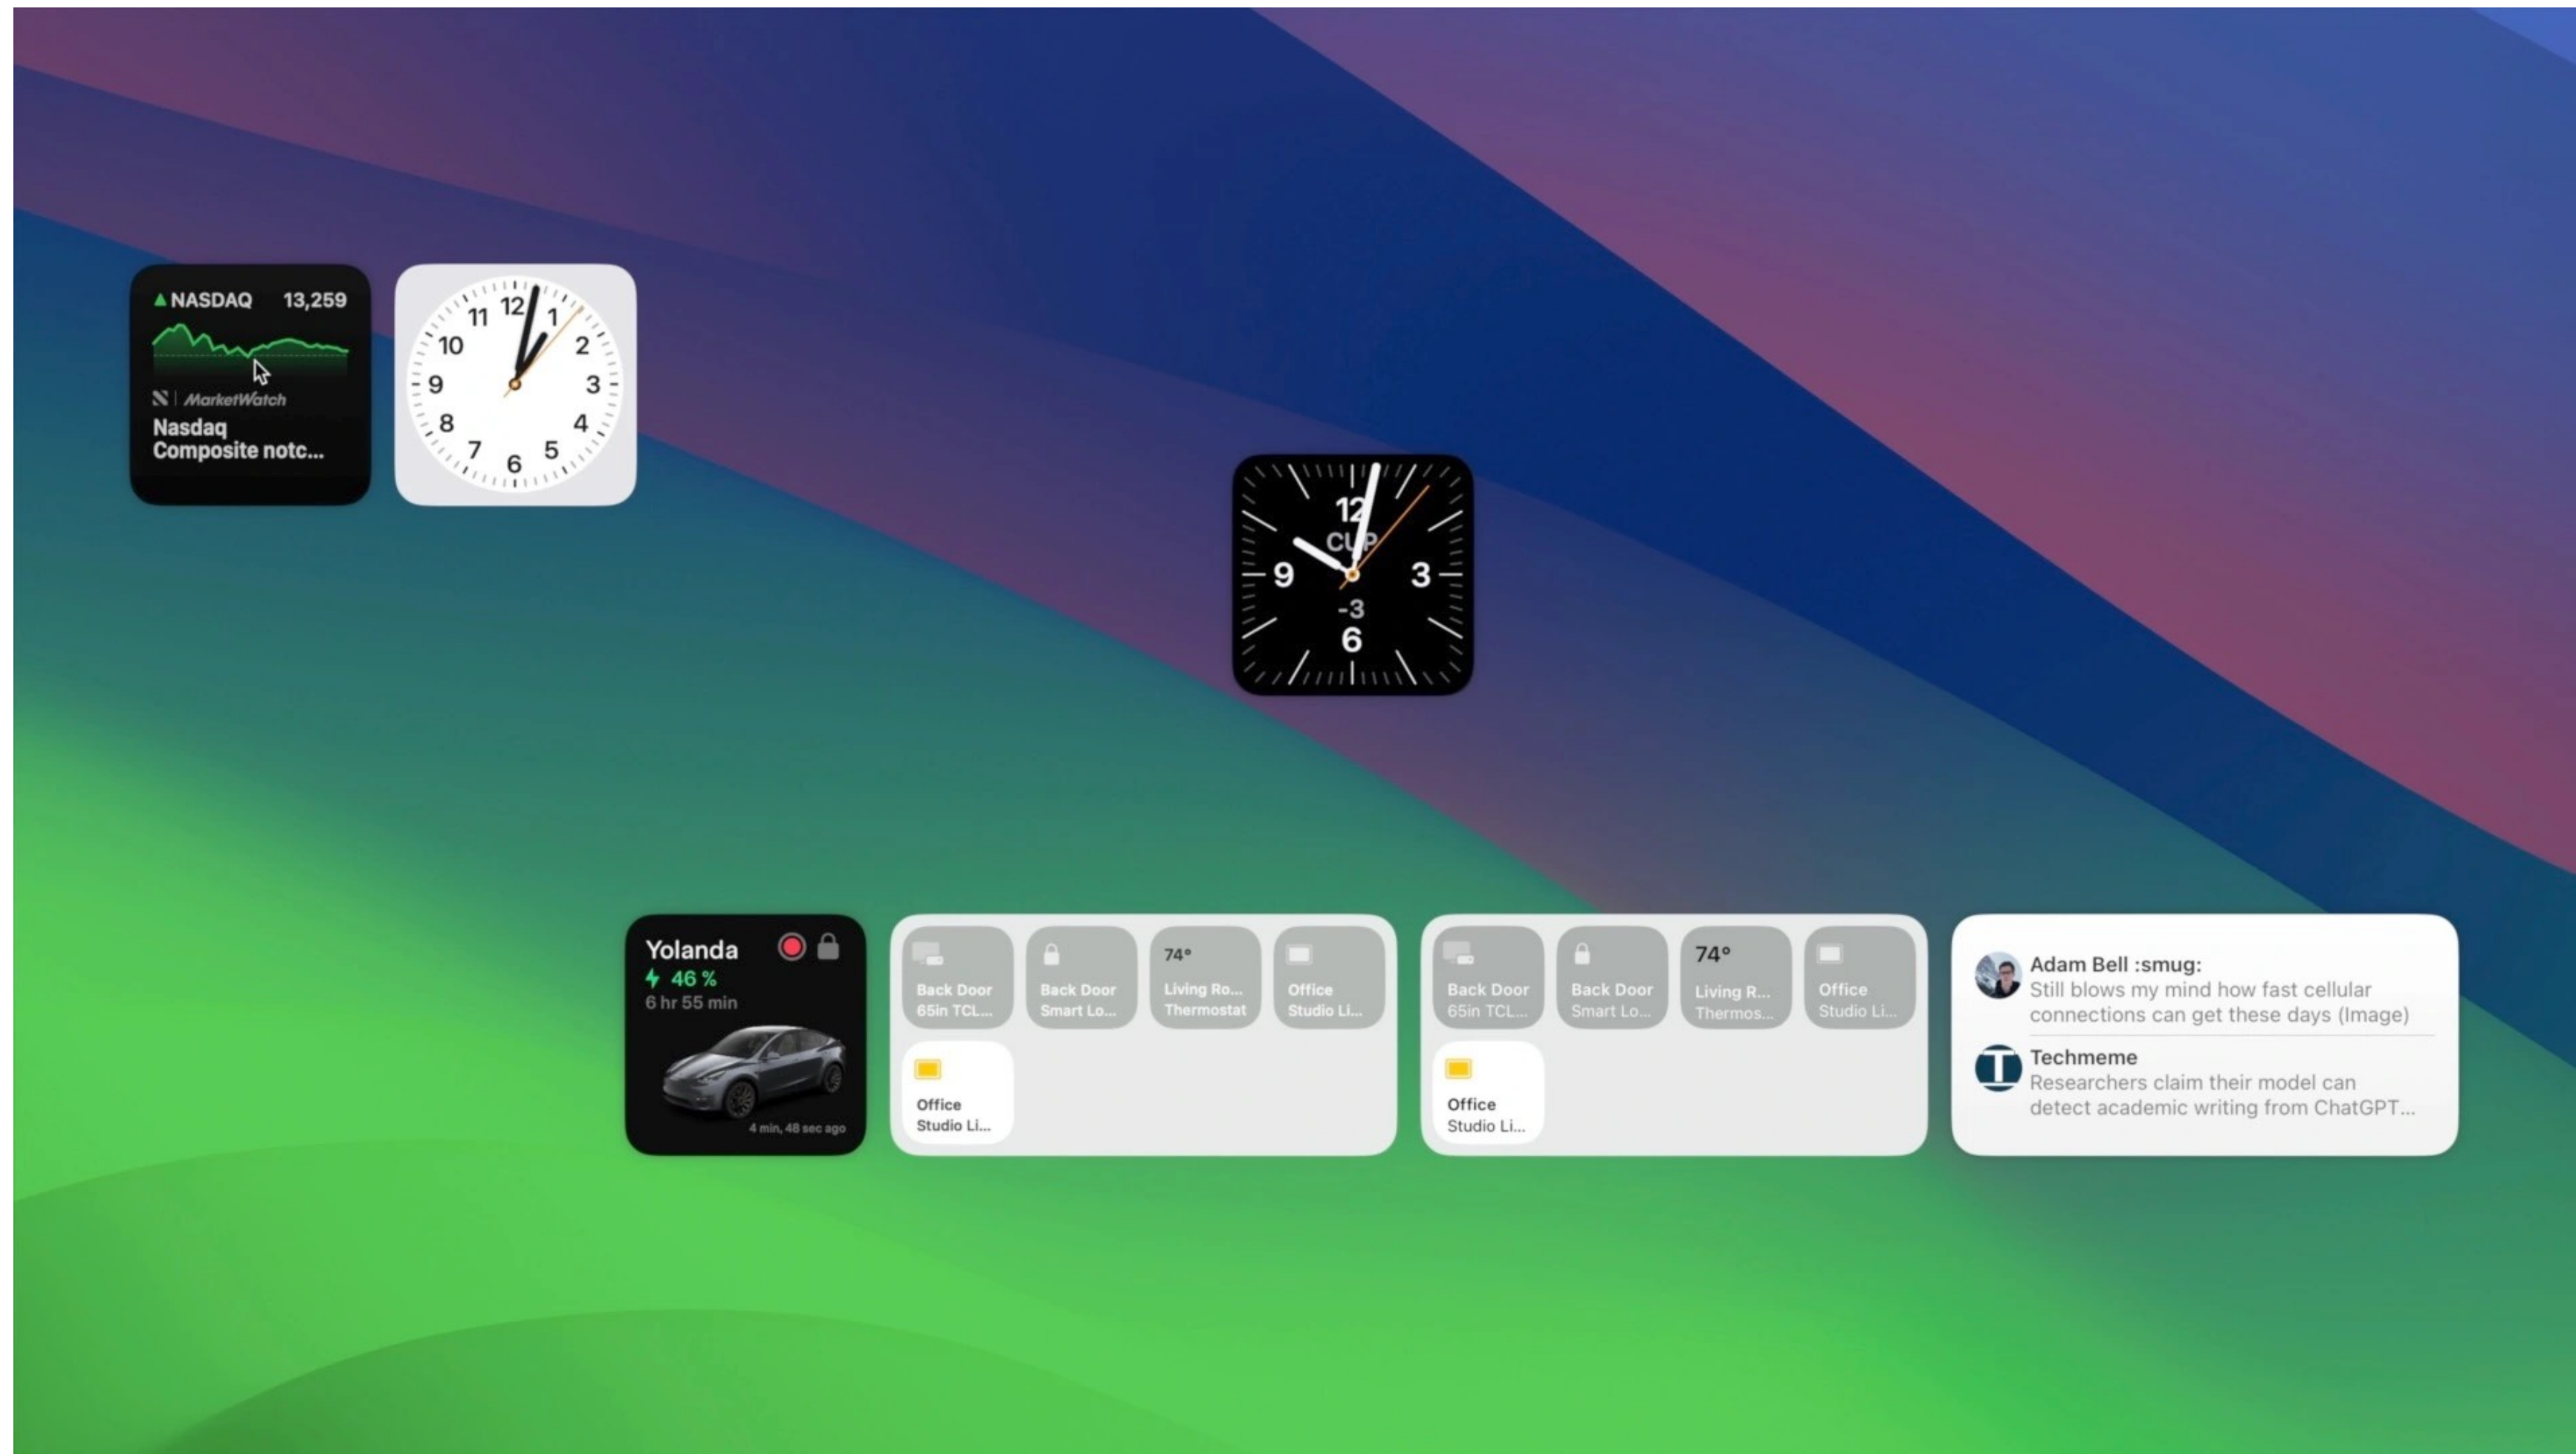 NASDAQ 13,259
MarketWatch
Nasdaq
Composite notc...
12
1
2
3
4
5
6
7
8
9
10
11
12
CUP
9
3
-3
6
Yolanda
46 %
6 hr 55 min
4 min, 48 sec ago
Back Door
65in TCL...
Back Door
Smart Lo...
74°
Living Ro...
Thermostat
Office
Studio Li...
Office
Studio Li...
Back Door
65in TCL...
Back Door
Smart Lo...
74°
Living R...
Thermos...
Office
Studio Li...
Office
Studio Li...
Adam Bell :smug:
Still blows my mind how fast cellular
connections can get these days (Image)
T
Techmeme
Researchers claim their model can
detect academic writing from ChatGPT...